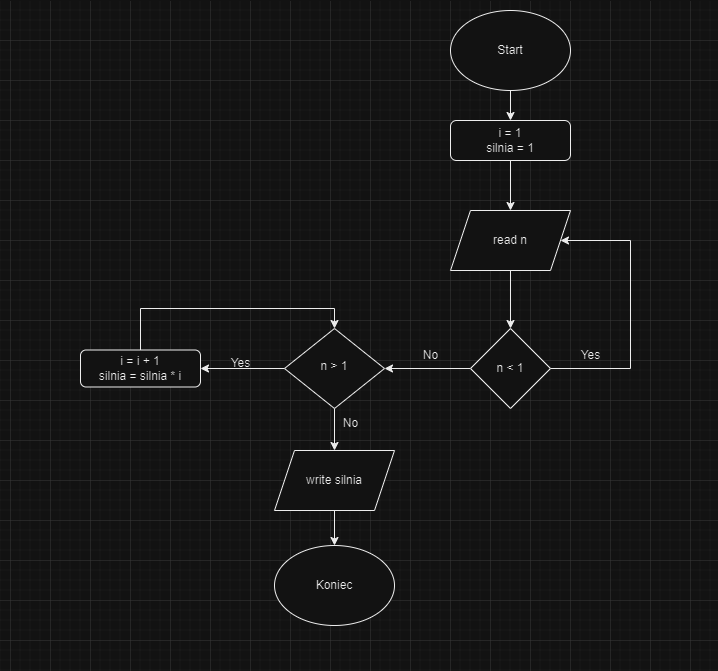 Start
i = 1
silnia = 1
read n
n < 1
Yes
No
n > 1
Yes
i = i + 1
silnia = silnia * i
No
write silnia
Koniec